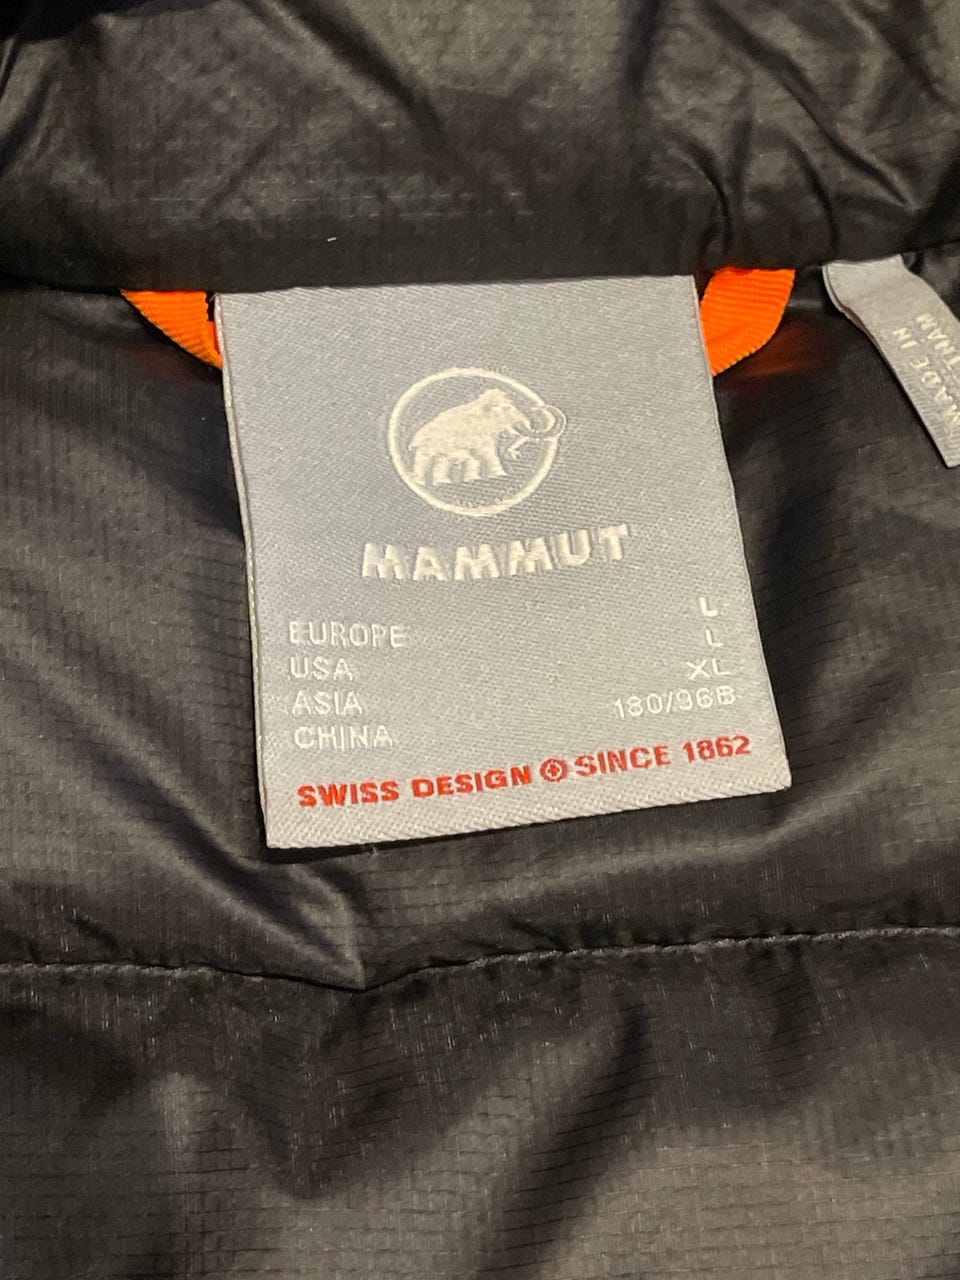 MAMMUT
EUROPE L
USA L
ASIA XL
CHINA 180/96B
SWISS DESIGN SINCE 1862
MADE IN